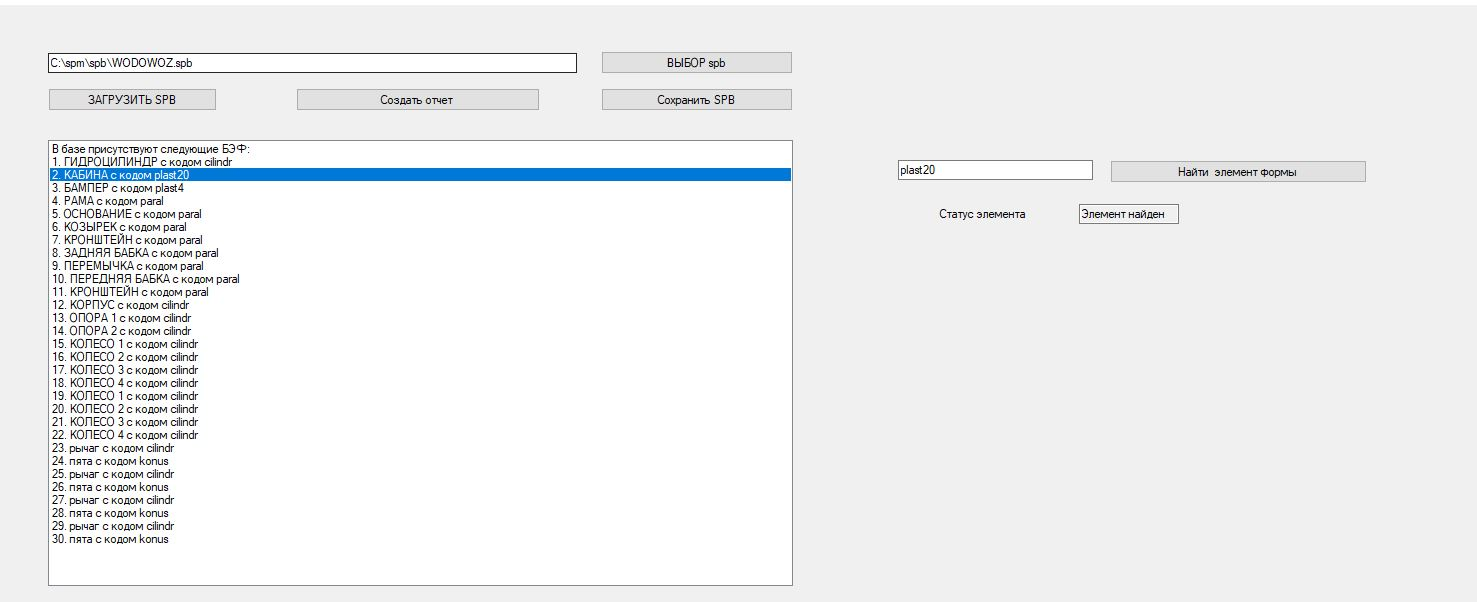 C:\spm\spb\WODOWOZ.spb
ВЫБОР spb
ЗАГРУЗИТЬ SPB
Создать отчет
Сохранить SPB
В базе присутствуют следующие БЭФ:
1. ГИДРОЦИЛИНДР с кодом cilindr
2. КАБИНА с кодом plast20
3. БАМПЕР с кодом plast4
4. РАМА с кодом paral
5. ОСНОВАНИЕ с кодом paral
6. КОЗЫРЕК с кодом paral
7. КРОНШТЕЙН с кодом paral
8. ЗАДНЯЯ БАБКА с кодом paral
9. ПЕРЕМЫЧКА с кодом paral
10. ПЕРЕДНЯЯ БАБКА с кодом paral
11. КРОНШТЕЙН с кодом paral
12. КОРПУС с кодом cilindr
13. ОПОРА 1 с кодом cilindr
14. ОПОРА 2 с кодом cilindr
15. КОЛЕСО 1 с кодом cilindr
16. КОЛЕСО 2 с кодом cilindr
17. КОЛЕСО 3 с кодом cilindr
18. КОЛЕСО 4 с кодом cilindr
19. КОЛЕСО 1 с кодом cilindr
20. КОЛЕСО 2 с кодом cilindr
21. КОЛЕСО 3 с кодом cilindr
22. КОЛЕСО 4 с кодом cilindr
23. рычаг с кодом cilindr
24. пята с кодом konus
25. рычаг с кодом cilindr
26. пята с кодом konus
27. рычаг с кодом cilindr
28. пята с кодом konus
29. рычаг с кодом cilindr
30. пята с кодом konus
plast20
Найти элемент формы
Статус элемента
Элемент найден